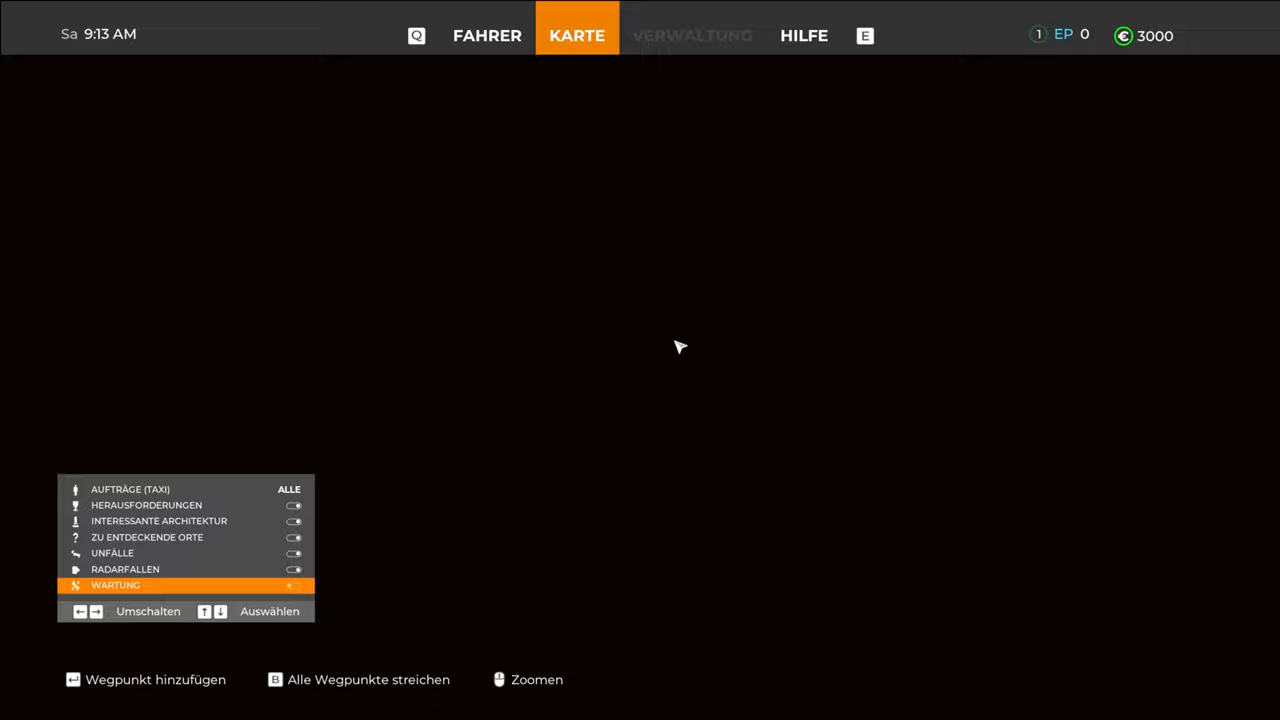 Sa 9:13 AM
Q FAHRER KARTE VERWALTUNG HILFE E
1 EP 0 € 3000
AUFTRÄGE (TAXI) ALLE
HERAUSFORDERUNGEN
INTERESSANTE ARCHITEKTUR
? ZU ENTDECKENDE ORTE
UNFÄLLE
RADARFALLEN
WARTUNG
← → Umschalten ↑ ↓ Auswählen
Wegpunkt hinzufügen B Alle Wegpunkte streichen Zoomen